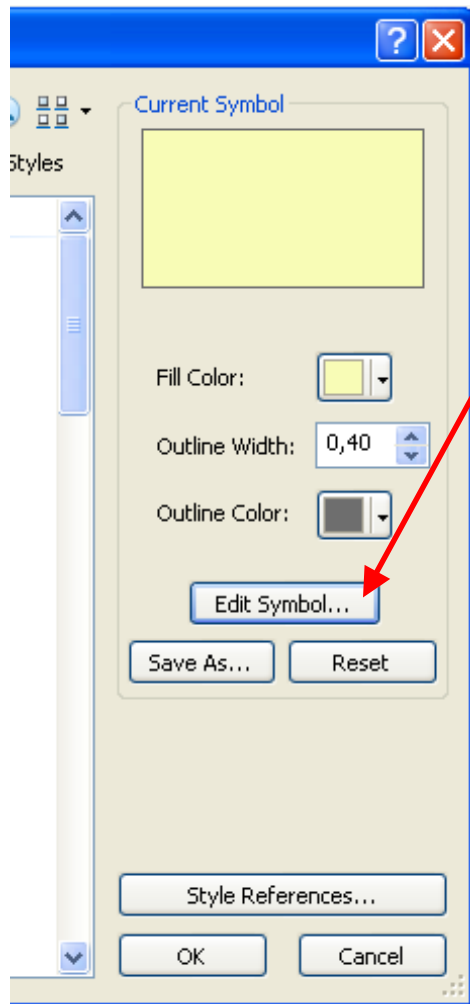 ?
Current Symbol
Styles
Fill Color:
Outline Width: 0,40
Outline Color:
Edit Symbol...
Save As... Reset
Style References...
OK Cancel